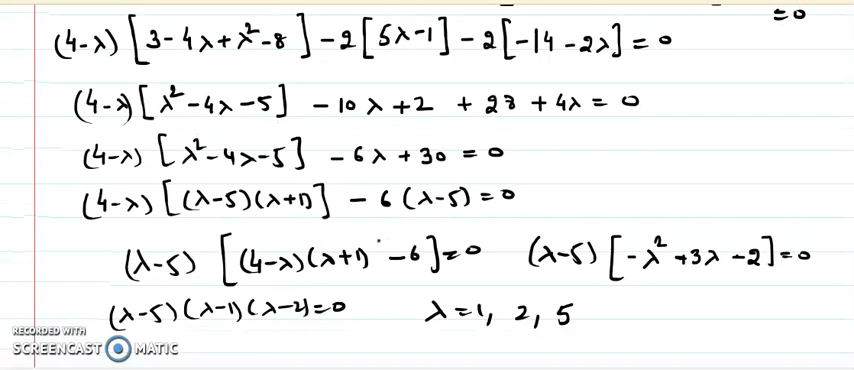 =0
(4-λ) [3-4λ+λ²-8] -2[5λ-1] -2[-14-2λ] = 0
(4-λ)[λ²-4λ-5] -10λ+2 + 28 + 4λ = 0
(4-λ) [λ²-4λ-5] - 6λ + 30 = 0
(4-λ) [(λ-5)(λ+1)] - 6 (λ-5) = 0
(λ-5) [(4-λ)(λ+1) -6] = 0 (λ-5) [-λ²+3λ-2] = 0
(λ-5)(λ-1)(λ-2) = 0 λ = 1, 2, 5
RECORDED WITH
SCREENCAST MATIC